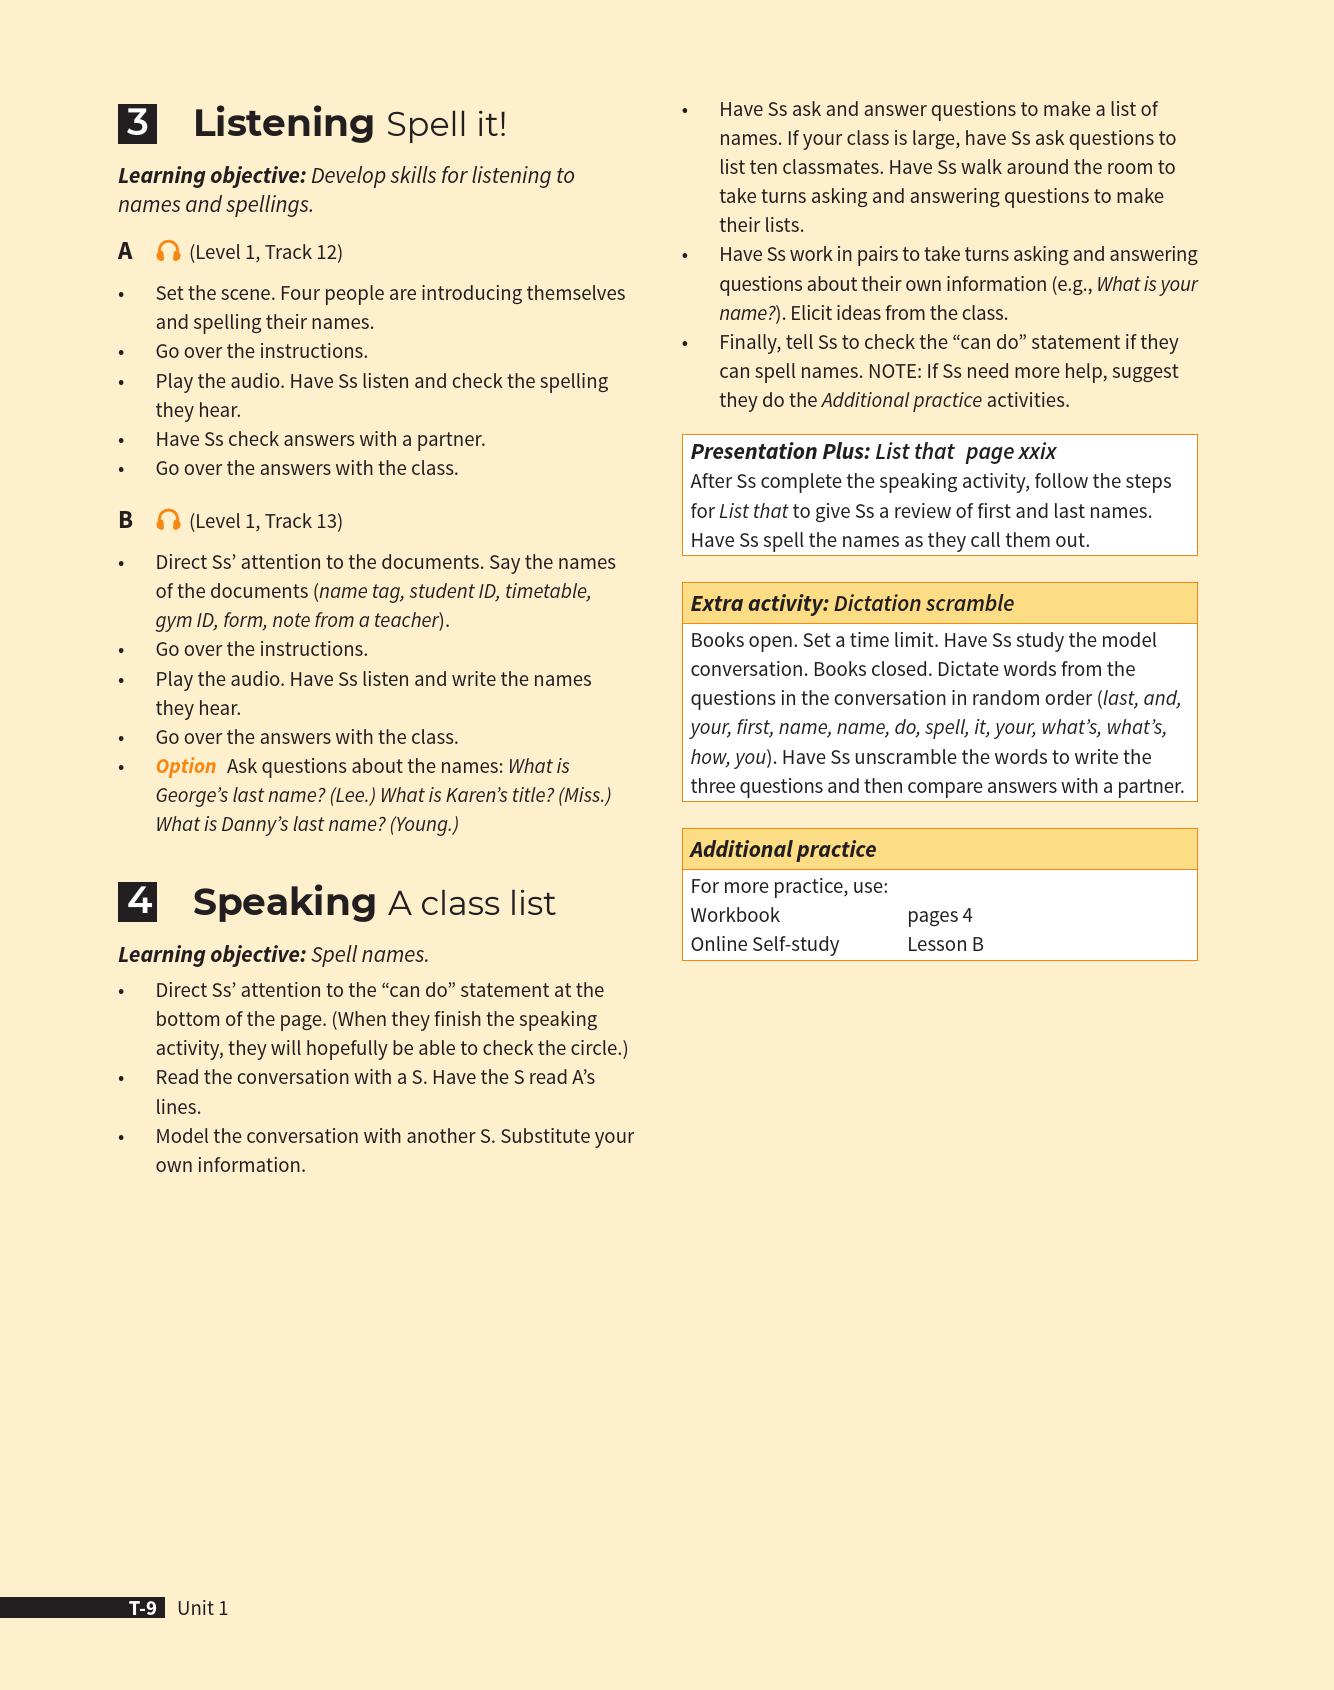 3 Listening Spell it!
Learning objective: Develop skills for listening to
names and spellings.
A (Level 1, Track 12)
• Set the scene. Four people are introducing themselves
and spelling their names.
• Go over the instructions.
• Play the audio. Have Ss listen and check the spelling
they hear.
• Have Ss check answers with a partner.
• Go over the answers with the class.
B (Level 1, Track 13)
• Direct Ss’ attention to the documents. Say the names
of the documents (name tag, student ID, timetable,
gym ID, form, note from a teacher).
• Go over the instructions.
• Play the audio. Have Ss listen and write the names
they hear.
• Go over the answers with the class.
• Option Ask questions about the names: What is
George’s last name? (Lee.) What is Karen’s title? (Miss.)
What is Danny’s last name? (Young.)
4 Speaking A class list
Learning objective: Spell names.
• Direct Ss’ attention to the “can do” statement at the
bottom of the page. (When they finish the speaking
activity, they will hopefully be able to check the circle.)
• Read the conversation with a S. Have the S read A’s
lines.
• Model the conversation with another S. Substitute your
own information.
• Have Ss ask and answer questions to make a list of
names. If your class is large, have Ss ask questions to
list ten classmates. Have Ss walk around the room to
take turns asking and answering questions to make
their lists.
• Have Ss work in pairs to take turns asking and answering
questions about their own information (e.g., What is your
name?). Elicit ideas from the class.
• Finally, tell Ss to check the “can do” statement if they
can spell names. NOTE: If Ss need more help, suggest
they do the Additional practice activities.
Presentation Plus: List that page xxix
After Ss complete the speaking activity, follow the steps
for List that to give Ss a review of first and last names.
Have Ss spell the names as they call them out.
Extra activity: Dictation scramble
Books open. Set a time limit. Have Ss study the model
conversation. Books closed. Dictate words from the
questions in the conversation in random order (last, and,
your, first, name, name, do, spell, it, your, what’s, what’s,
how, you). Have Ss unscramble the words to write the
three questions and then compare answers with a partner.
Additional practice
For more practice, use:
Workbook pages 4
Online Self-study Lesson B
T-9 Unit 1